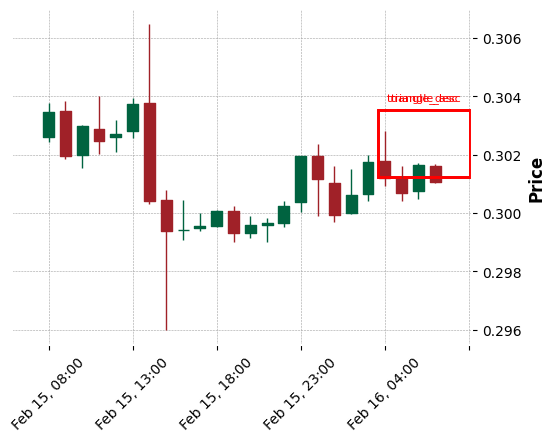 0.306
triangle_desc
0.304
0.302
0.300
0.298
0.296
Price
Feb 15, 08:00
Feb 15, 13:00
Feb 15, 18:00
Feb 15, 23:00
Feb 16, 04:00